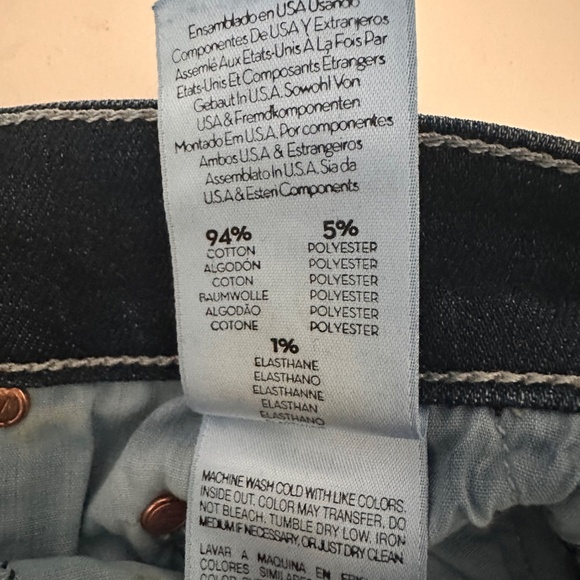 Ensamblado en USA Usando
Componentes De USA Y Extranjeros
Assemlé Aux Etats-Unis A La Fois Par
Etats-Unis Et Composants Etrangers
Gebaut In U.S.A. Sowohl Von
USA & Fremdkomponenten
Montado Em U.S.A. Por componentes
Ambos U.S.A & Estrangeiros
Assemblato In U.S.A. Sia da
U.S.A & Esteri Components
94% 5%
COTTON POLYESTER
ALGODÓN POLYESTER
COTON POLYESTER
BAUMWOLLE POLYESTER
ALGODÃO POLYESTER
COTONE POLYESTER
1%
ELASTHANE
ELASTHANO
ELASTHANNE
ELASTHAN
ELASTHANO
MACHINE WASH COLD WITH LIKE COLORS.
INSIDE OUT. COLOR MAY TRANSFER. DO
NOT BLEACH. TUMBLE DRY LOW. IRON
MEDIUM IF NECESSARY, OR JUST DRY CLEAN
LAVAR A MAQUINA EN
COLORES SIMILARES